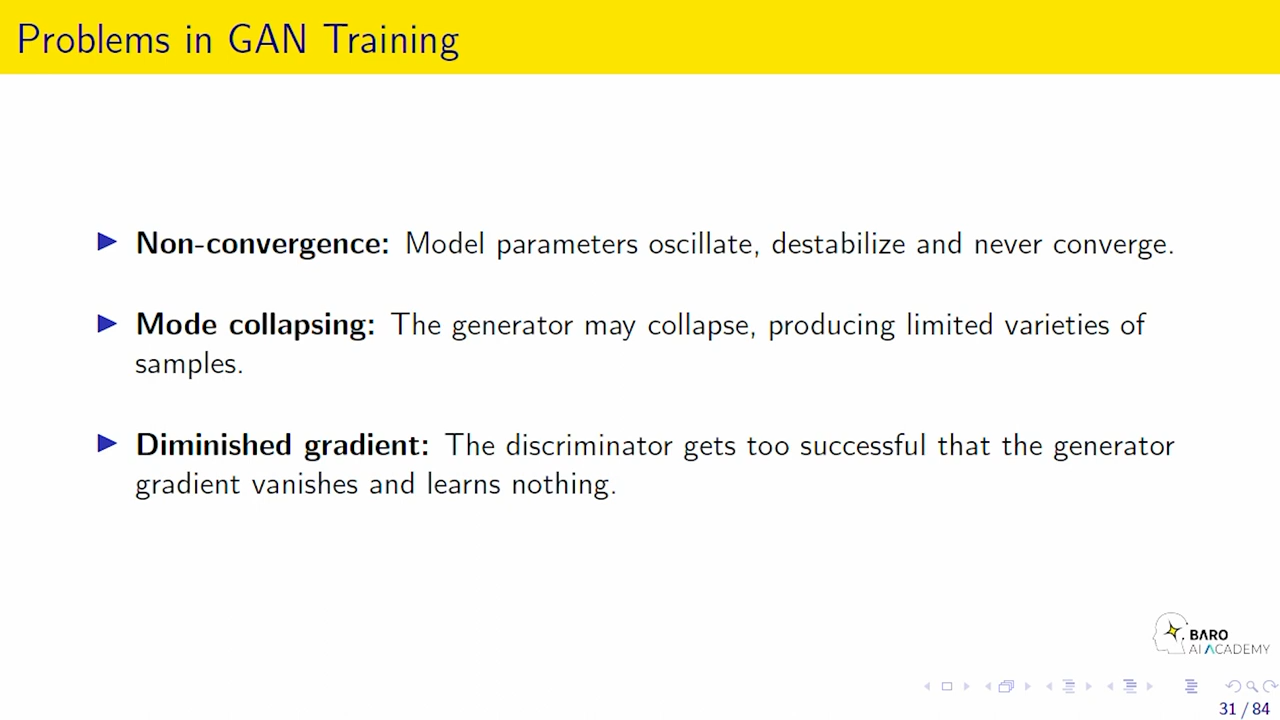 Problems in GAN Training
Non-convergence: Model parameters oscillate, destabilize and never converge.
Mode collapsing: The generator may collapse, producing limited varieties of
samples.
Diminished gradient: The discriminator gets too successful that the generator
gradient vanishes and learns nothing.
BARO
AI ACADEMY
31 / 84